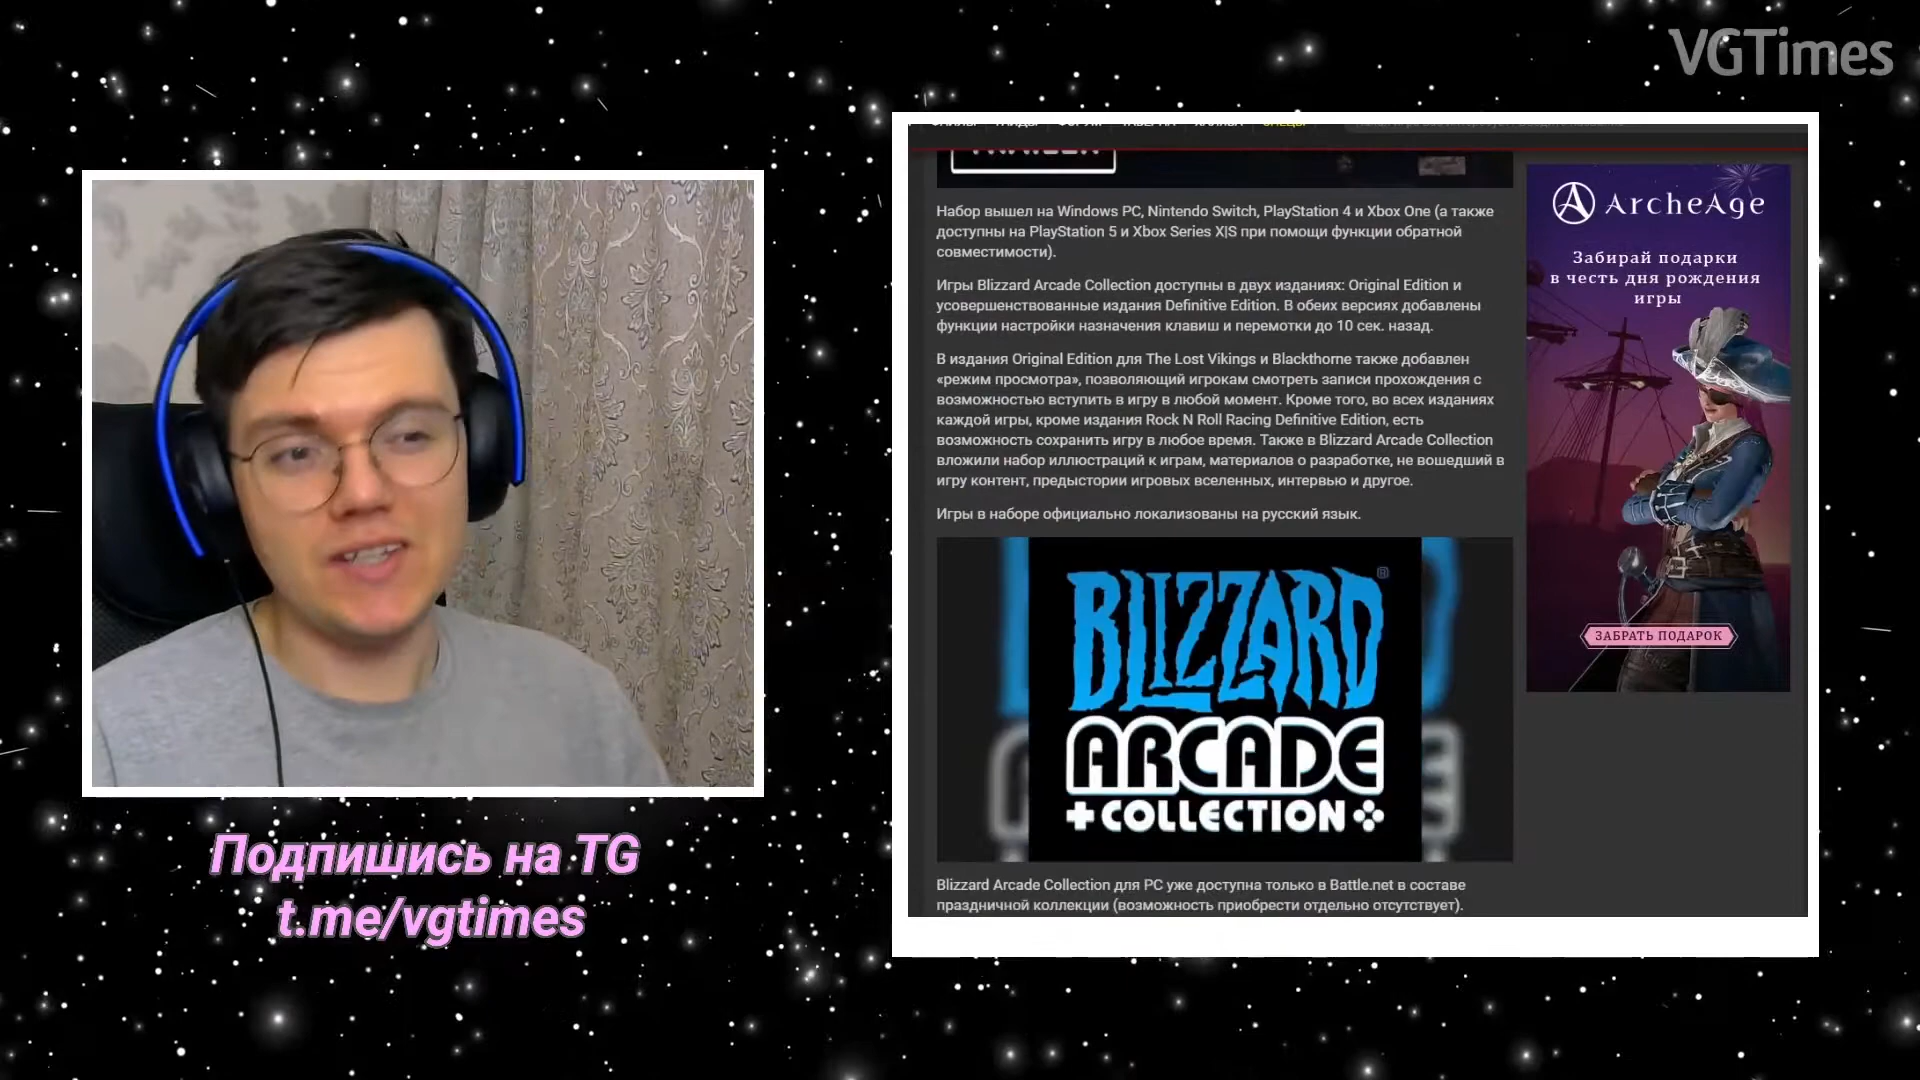 VGTimes
Набор вышел на Windows PC, Nintendo Switch, PlayStation 4 и Xbox One (а также
доступны на PlayStation 5 и Xbox Series X|S при помощи функции обратной
совместимости).
Игры Blizzard Arcade Collection доступны в двух изданиях: Original Edition и
усовершенствованные издания Definitive Edition. В обеих версиях добавлены
функции настройки назначения клавиш и перемотки до 10 сек. назад.
В издания Original Edition для The Lost Vikings и Blackthorne также добавлен
«режим просмотра», позволяющий игрокам смотреть записи прохождения с
возможностью вступить в игру в любой момент. Кроме того, во всех изданиях
каждой игры, кроме издания Rock N Roll Racing Definitive Edition, есть
возможность сохранить игру в любое время. Также в Blizzard Arcade Collection
вложили набор иллюстраций к играм, материалов о разработке, не вошедший в
игру контент, предыстории игровых вселенных, интервью и другое.
Игры в наборе официально локализованы на русский язык.
BLIZZARD®
ARCADE
COLLECTION
Blizzard Arcade Collection для PC уже доступна только в Battle.net в составе
праздничной коллекции (возможность приобрести отдельно отсутствует).
ArcheAge
Забирай подарки
в честь дня рождения
игры
ЗАБРАТЬ ПОДАРОК
Подпишись на TG
t.me/vgtimes